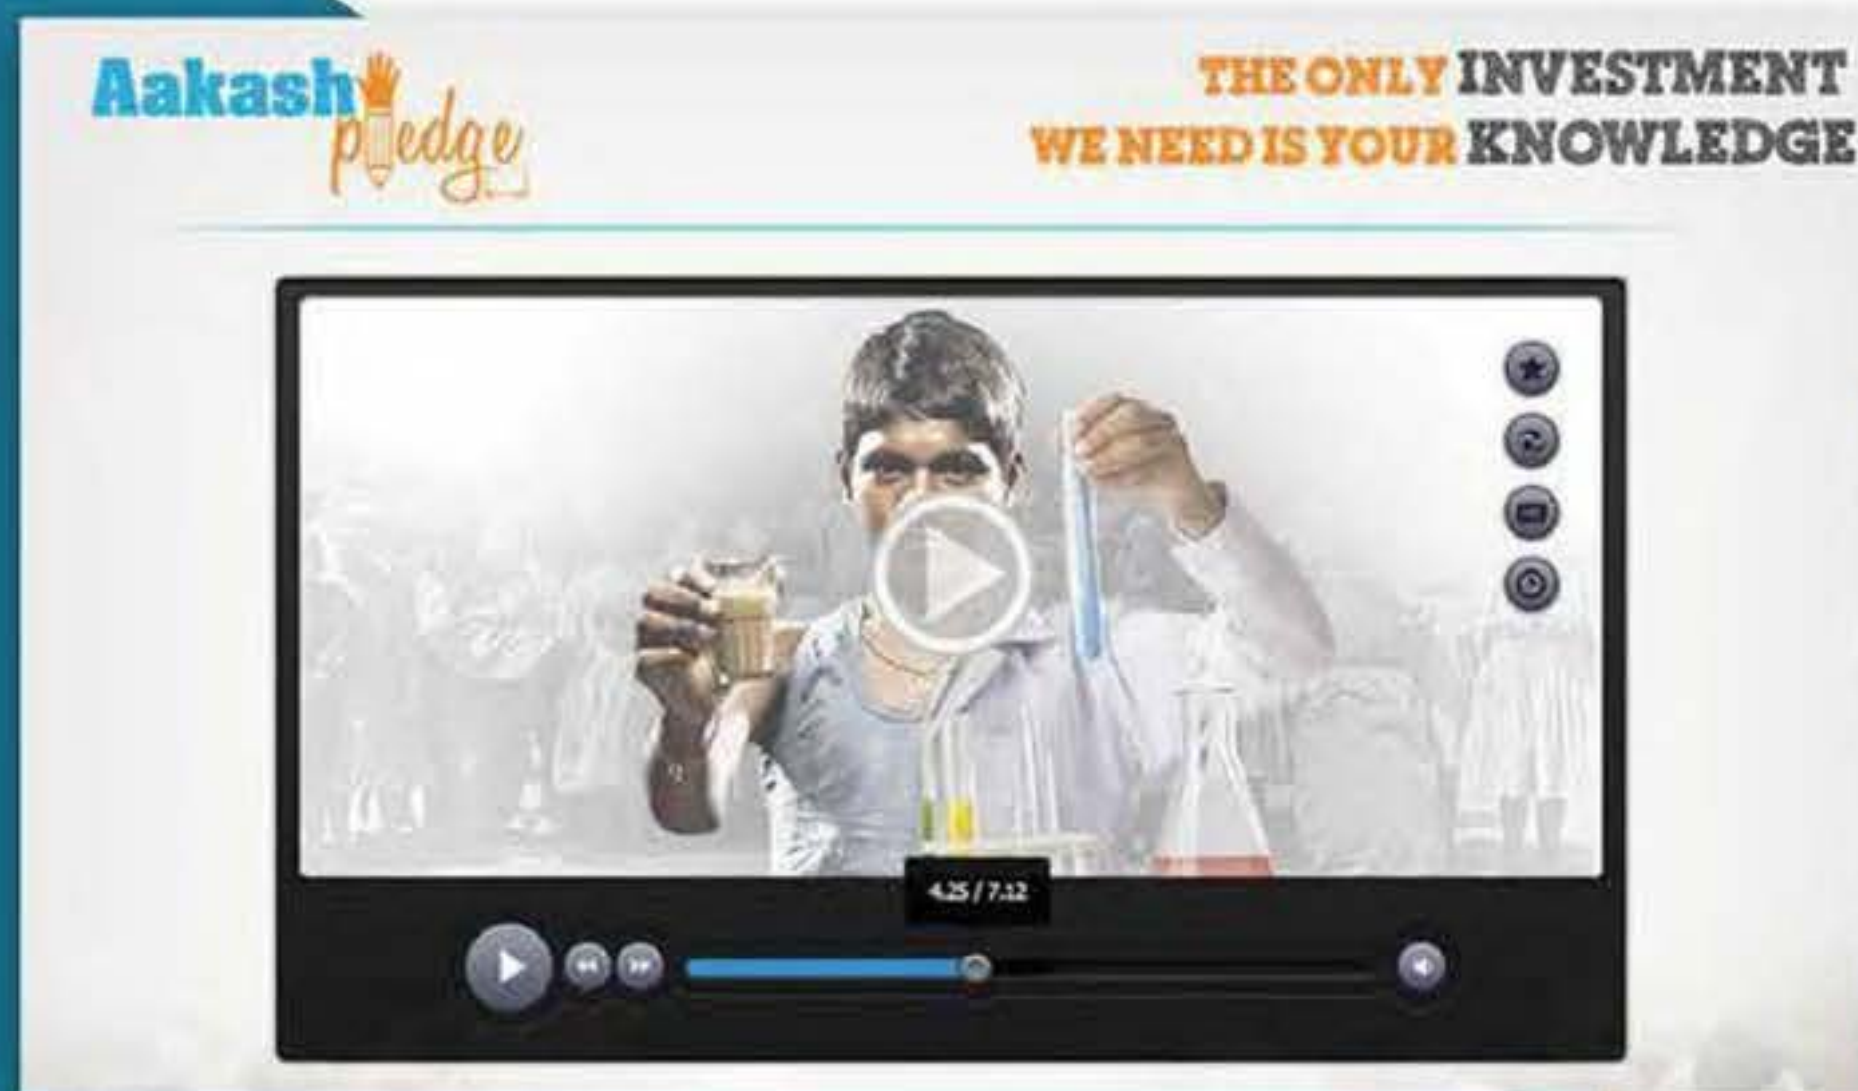 Aakash
pledge
THE ONLY INVESTMENT
WE NEED IS YOUR KNOWLEDGE
4.25 / 7.12